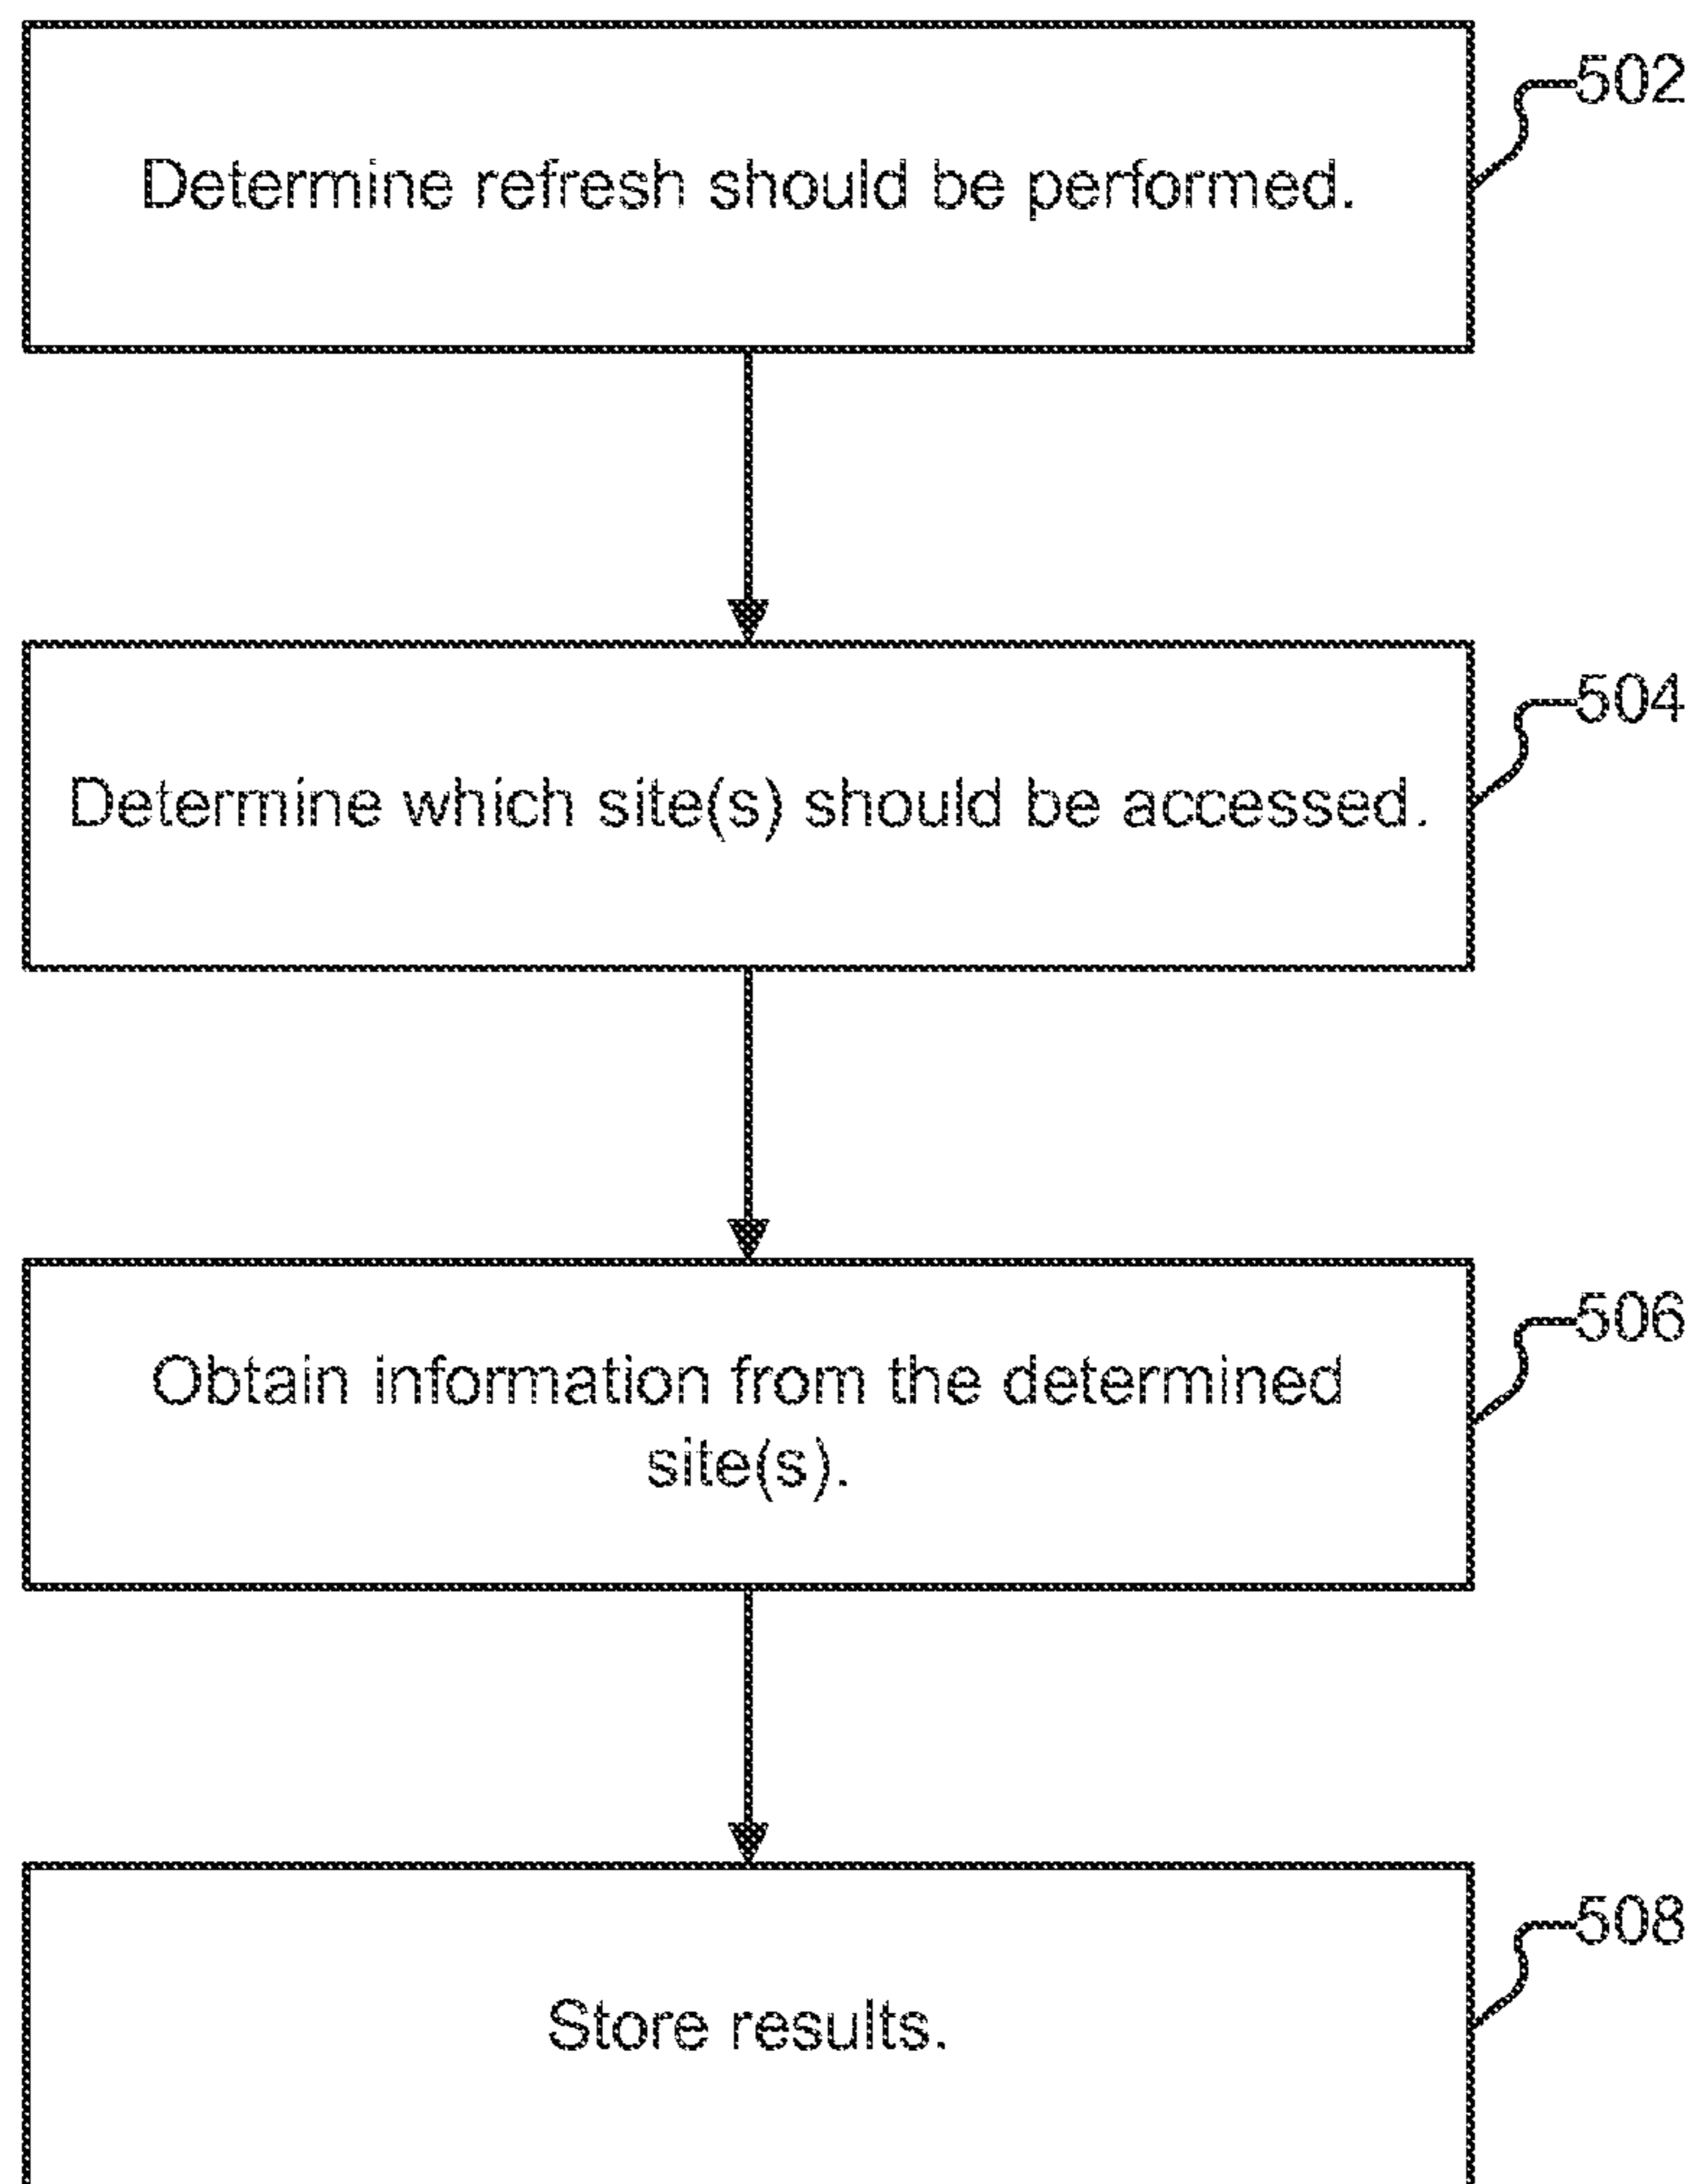 502
Determine refresh should be performed.
504
Determine which site(s) should be accessed.
506
Obtain information from the determined
site(s).
508
Store results.